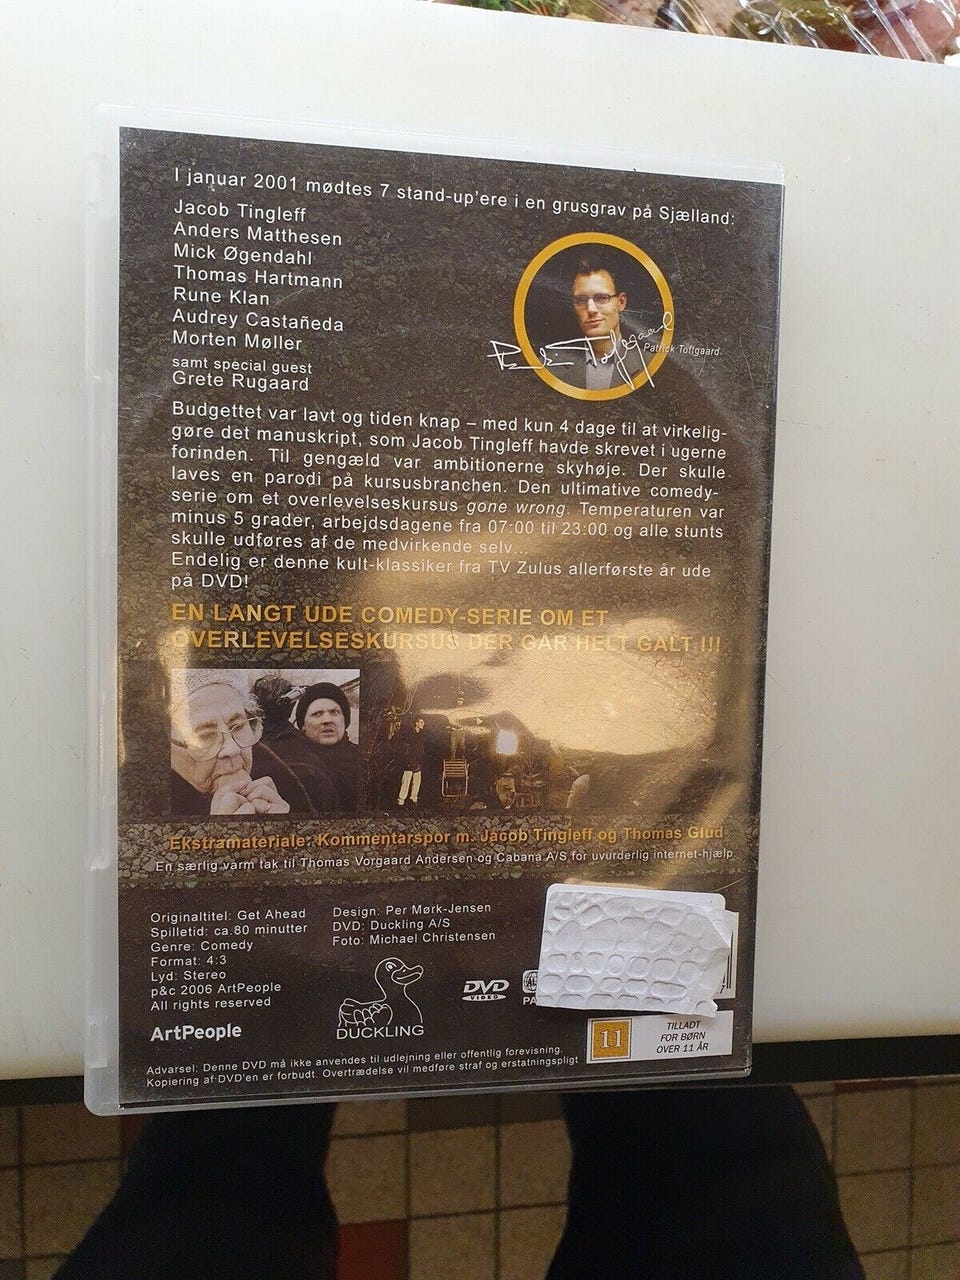 I januar 2001 mødtes 7 stand-up'ere i en grusgrav på Sjælland:
Jacob Tingleff
Anders Matthesen
Mick Øgendahl
Thomas Hartmann
Rune Klan
Audrey Castañeda
Morten Møller
samt special guest
Grete Rugaard
Patrick Toflgaard
Budgettet var lavt og tiden knap – med kun 4 dage til at virkelig-
gøre det manuskript, som Jacob Tingleff havde skrevet i ugerne
forinden. Til gengæld var ambitionerne skyhøje. Der skulle
laves en parodi på kursusbranchen. Den ultimative comedy-
serie om et overlevelseskursus gone wrong. Temperaturen var
minus 5 grader, arbejdsdagene fra 07:00 til 23:00 og alle stunts
skulle udføres af de medvirkende selv...
Endelig er denne kult-klassiker fra TV Zulus allerførste år ude
på DVD!
EN LANGT UDE COMEDY-SERIE OM ET
OVERLEVELSESKURSUS DER GÅR HELT GALT !!!
Ekstramateriale: Kommentarspor m. Jacob Tingleff og Thomas Glud
En særlig varm tak til Thomas Vorgaard Andersen og Cabana A/S for uvurderlig internet-hjælp
Originaltitel: Get Ahead
Spilletid: ca.80 minutter
Genre: Comedy
Format: 4:3
Lyd: Stereo
p&c 2006 ArtPeople
All rights reserved
Design: Per Mørk-Jensen
DVD: Duckling A/S
Foto: Michael Christensen
DVD
VIDEO
PA
DUCKLING
ArtPeople
11
TILLADT
FOR BØRN
OVER 11 ÅR
Advarsel: Denne DVD må ikke anvendes til udlejning eller offentlig forevisning.
Kopiering af DVD'en er forbudt. Overtrædelse vil medføre straf og erstatningspligt